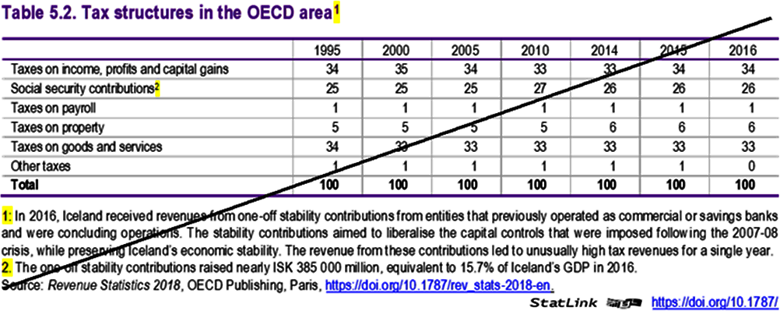 Table 5.2. Tax structures in the OECD area1
1995 2000 2005 2010 2014 2015 2016
Taxes on income, profits and capital gains 34 35 34 33 33 34 34
Social security contributions2 25 25 25 27 26 26 26
Taxes on payroll 1 1 1 1 1 1 1
Taxes on property 5 5 5 5 6 6 6
Taxes on goods and services 34 33 33 33 33 33 33
Other taxes 1 1 1 1 1 1 0
Total 100 100 100 100 100 100 100
1: In 2016, Iceland received revenues from one-off stability contributions from entities that previously operated as commercial or savings banks
and were concluding operations. The stability contributions aimed to liberalise the capital controls that were imposed following the 2007-08
crisis, while preserving Iceland's economic stability. The revenue from these contributions led to unusually high tax revenues for a single year.
2. The one-off stability contributions raised nearly ISK 385 000 million, equivalent to 15.7% of Iceland's GDP in 2016.
Source: Revenue Statistics 2018, OECD Publishing, Paris, https://doi.org/10.1787/rev_stats-2018-en.
StatLink https://doi.org/10.1787/